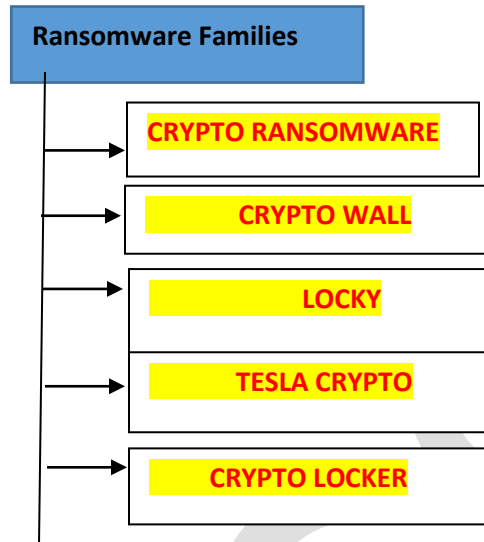 Ransomware Families
CRYPTO RANSOMWARE
CRYPTO WALL
LOCKY
TESLA CRYPTO
CRYPTO LOCKER